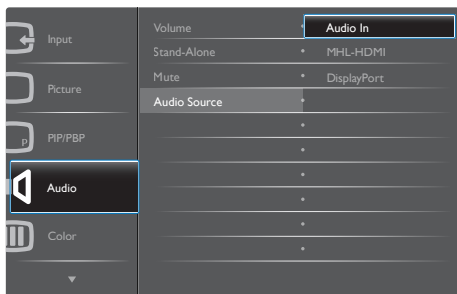 Input
Picture
P
PIP/PBP
Audio
Color
Volume
Stand-Alone
Mute
Audio Source
Audio In
MHL-HDMI
DisplayPort